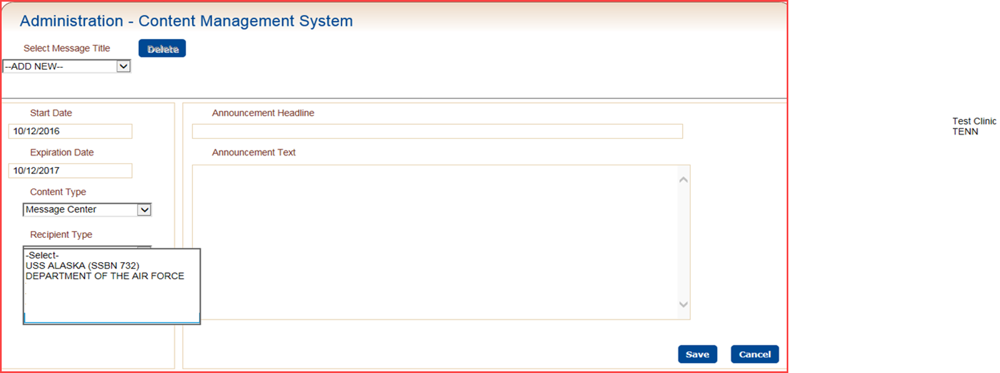 Administration - Content Management System
Select Message Title
Delete
--ADD NEW--
Start Date
10/12/2016
Expiration Date
10/12/2017
Content Type
Message Center
Recipient Type
-Select-
USS ALASKA (SSBN 732)
DEPARTMENT OF THE AIR FORCE
Announcement Headline
Announcement Text
Save
Cancel
Test Clinic
TENN